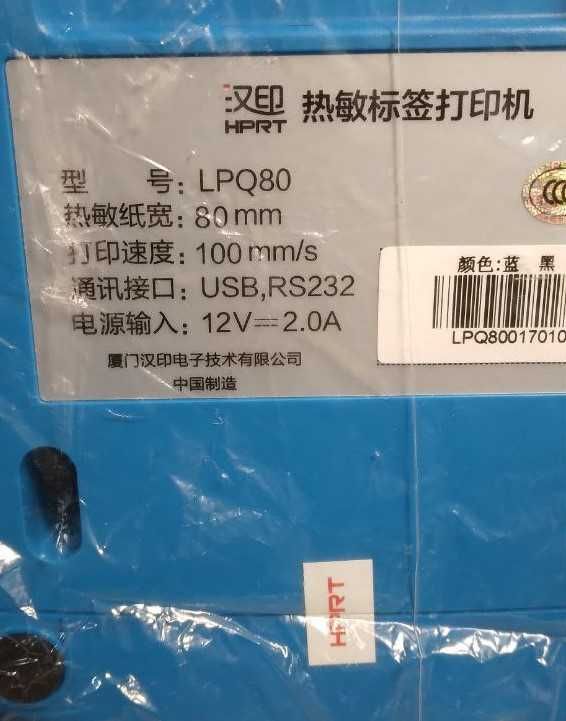 汉印
HPRT
热敏标签打印机
型 号: LPQ80
热敏纸宽: 80mm
打印速度: 100mm/s
通讯接口: USB,RS232
电源输入: 12V⎓2.0A
厦门汉印电子技术有限公司
中国制造
CCC
颜色:蓝 黑
LPQ80017010
HPRT